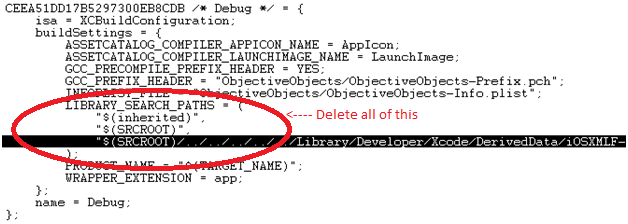 CEEA51DD17B5297300EB8CDB /* Debug */ = {
isa = XCBuildConfiguration;
buildSettings = {
ASSETCATALOG_COMPILER_APPICON_NAME = AppIcon;
ASSETCATALOG_COMPILER_LAUNCHIMAGE_NAME = LaunchImage;
GCC_PRECOMPILE_PREFIX_HEADER = YES;
GCC_PREFIX_HEADER = "ObjectiveObjects/ObjectiveObjects-Prefix.pch";
INFOPLIST_FILE = "ObjectiveObjects/ObjectiveObjects-Info.plist";
LIBRARY_SEARCH_PATHS = (
"$(inherited)", <---- Delete all of this
"$(SRCROOT)",
"$(SRCROOT)/../../../../../Library/Developer/Xcode/DerivedData/iOSXMLF-
);
PRODUCT_NAME = "$(TARGET_NAME)";
WRAPPER_EXTENSION = app;
};
name = Debug;
};